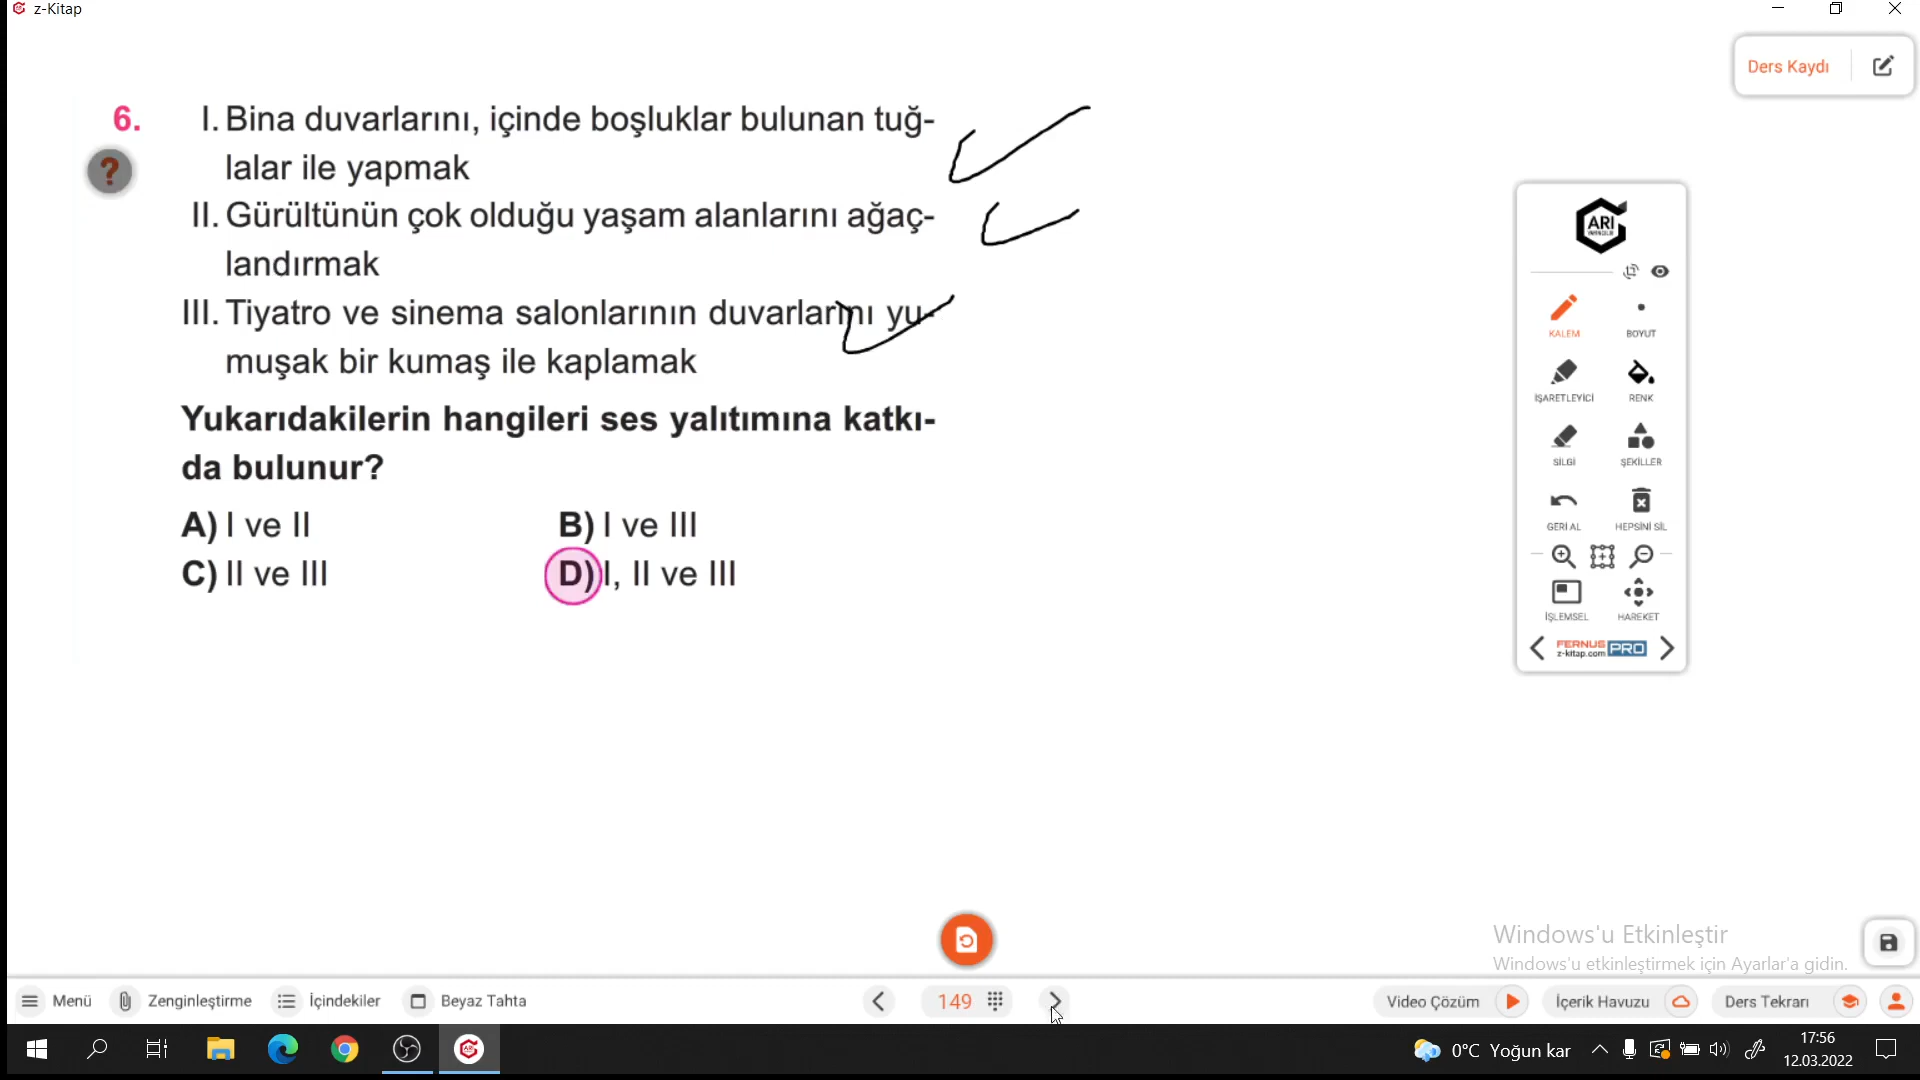 z-Kitap
Ders Kaydı
6. I. Bina duvarlarını, içinde boşluklar bulunan tuğ-
lalar ile yapmak
?
II. Gürültünün çok olduğu yaşam alanlarını ağaç-
landırmak
III. Tiyatro ve sinema salonlarının duvarlarını yu-
muşak bir kumaş ile kaplamak
Yukarıdakilerin hangileri ses yalıtımına katkı-
da bulunur?
A) I ve II B) I ve III
C) II ve III D) I, II ve III
ARI
YAYINCILIK
KALEM BOYUT
İŞARETLEYİCİ RENK
SİLGİ ŞEKİLLER
GERİ AL HEPSİNİ SİL
İŞLEMSEL HAREKET
FERNUS
z-kitap.com PRO
Windows'u Etkinleştir
Windows'u etkinleştirmek için Ayarlar'a gidin.
Menü Zenginleştirme İçindekiler Beyaz Tahta 149 Video Çözüm İçerik Havuzu Ders Tekrarı
0°C Yoğun kar 17:56
12.03.2022